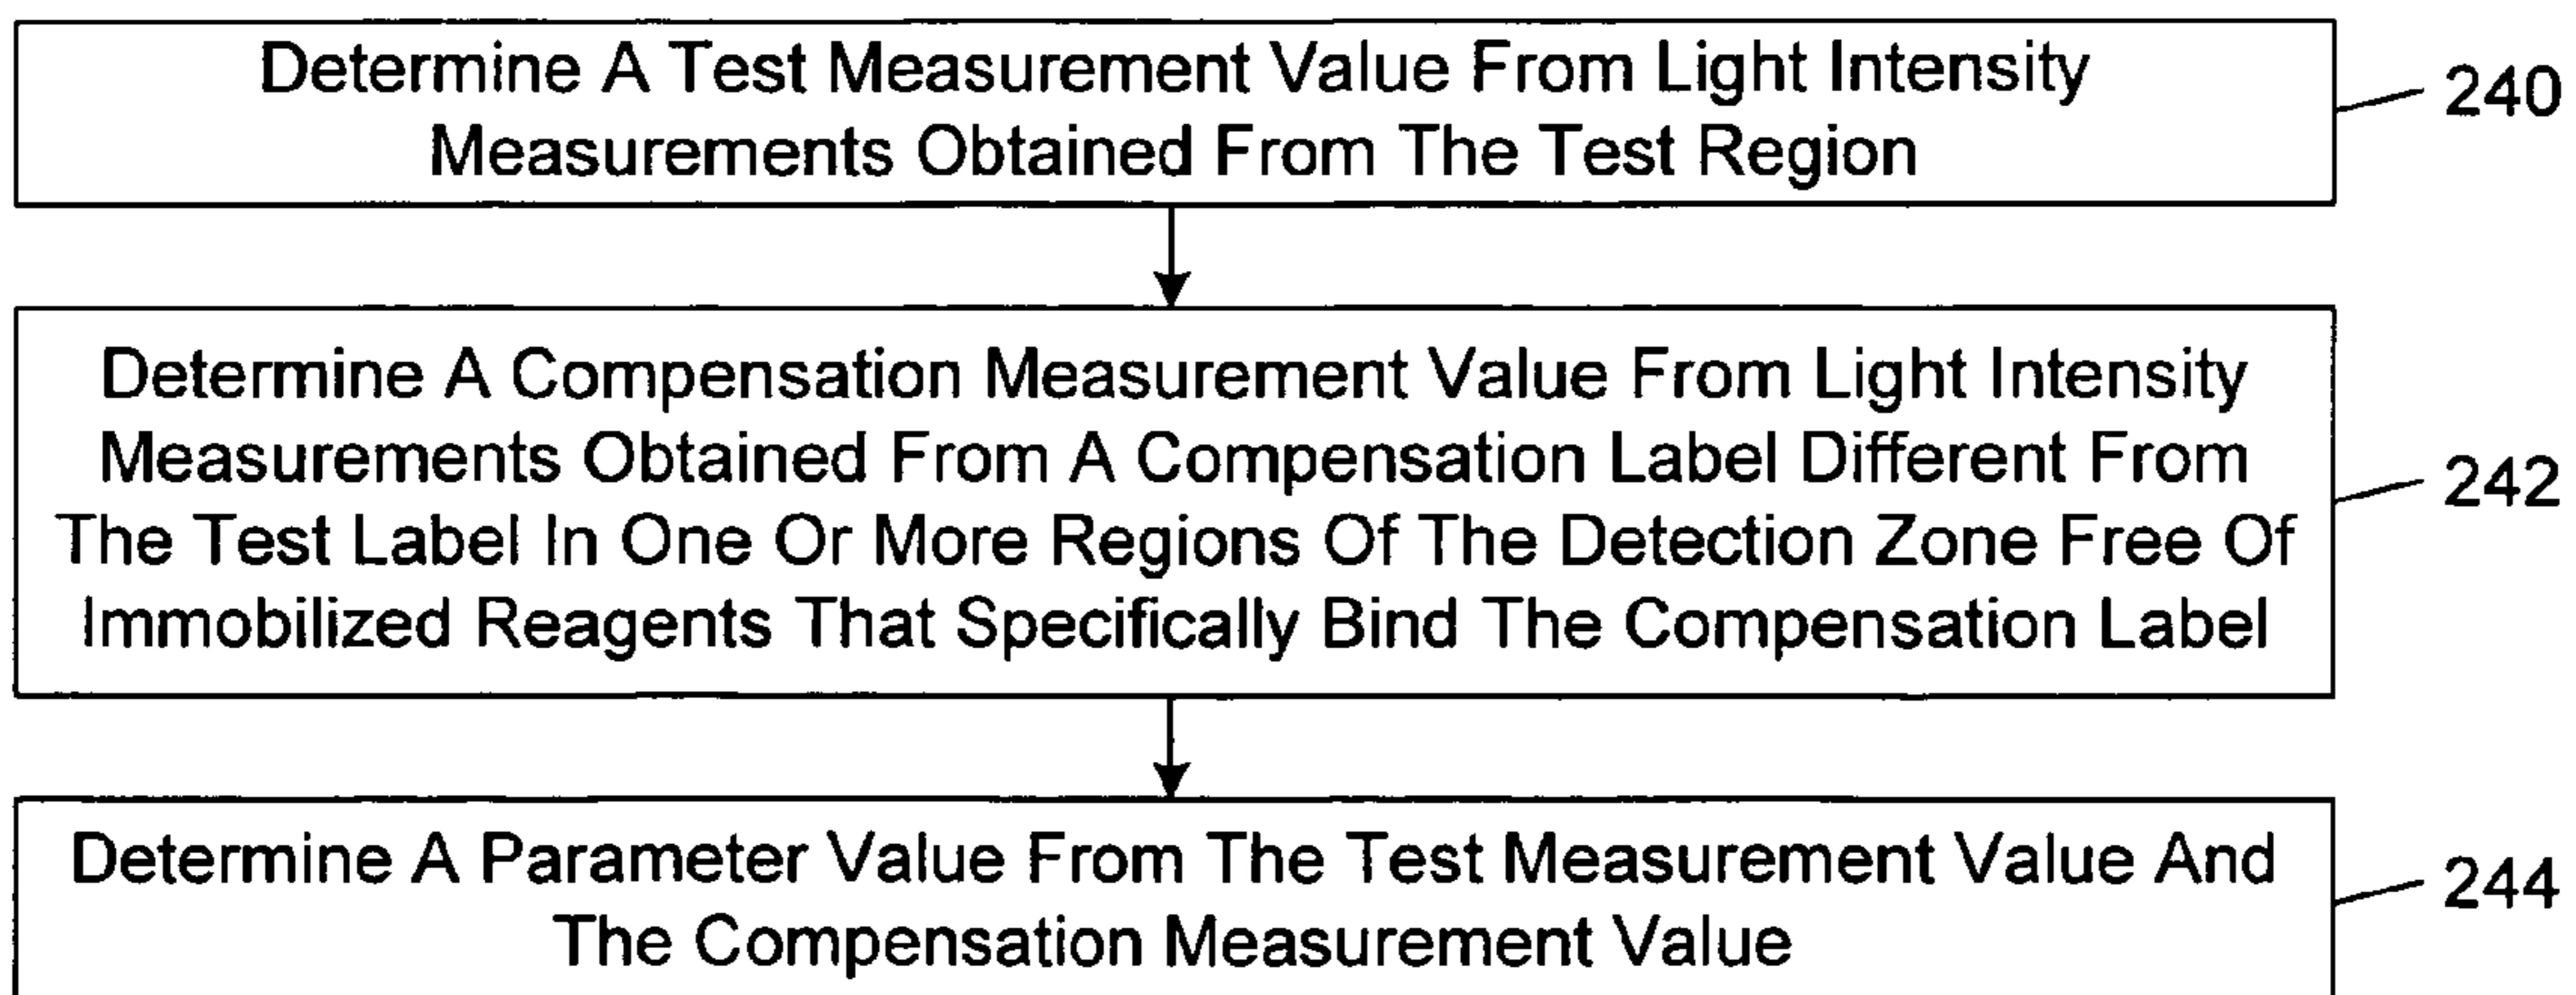 Determine A Test Measurement Value From Light Intensity
Measurements Obtained From The Test Region
240
Determine A Compensation Measurement Value From Light Intensity
Measurements Obtained From A Compensation Label Different From
The Test Label In One Or More Regions Of The Detection Zone Free Of
Immobilized Reagents That Specifically Bind The Compensation Label
242
Determine A Parameter Value From The Test Measurement Value And
The Compensation Measurement Value
244